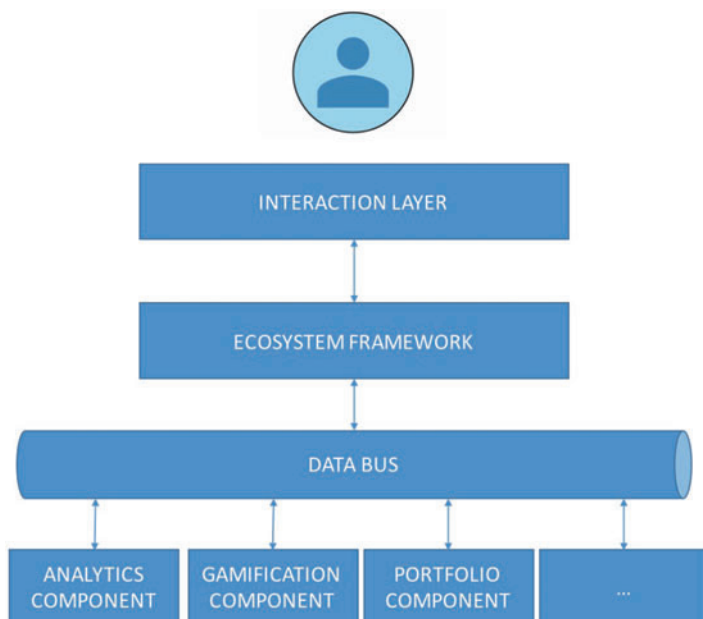 INTERACTION LAYER
ECOSYSTEM FRAMEWORK
DATA BUS
ANALYTICS
COMPONENT
GAMIFICATION
COMPONENT
PORTFOLIO
COMPONENT
...